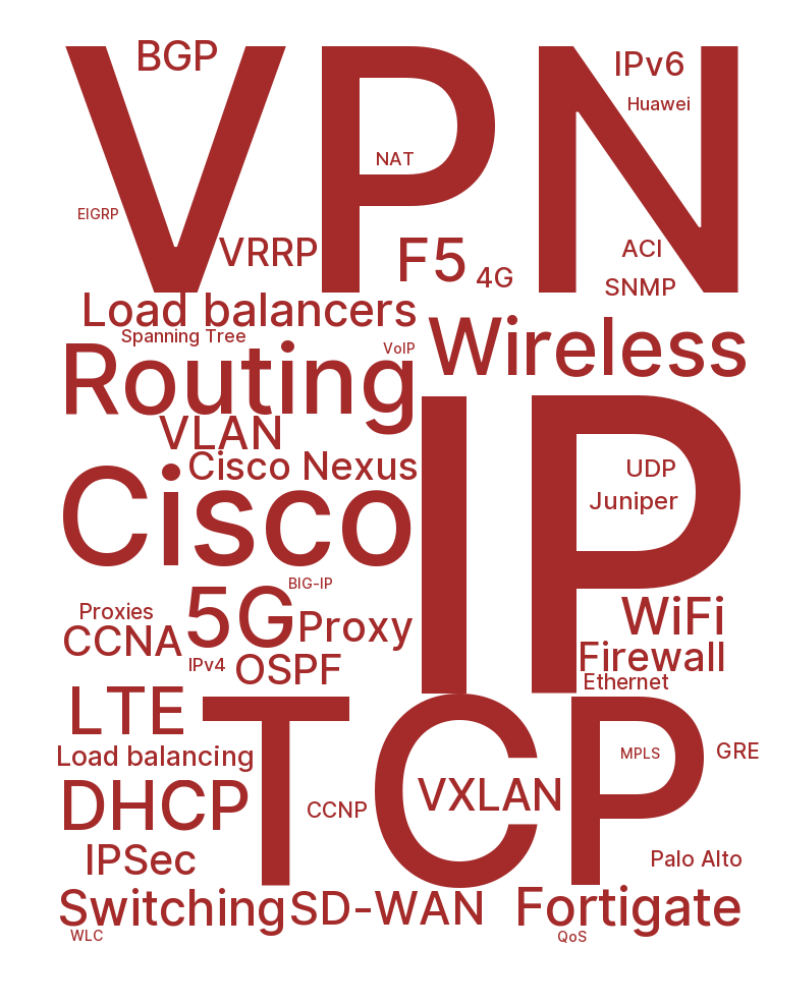 VPN
BGP
IPv6
Huawei
NAT
EIGRP
VRRP
F5
4G
ACI
SNMP
Load balancers
Spanning Tree
VoIP
Wireless
Routing
VLAN
Cisco Nexus
Cisco
IP
UDP
Juniper
BIG-IP
Proxies
5G
CCNA
Proxy
WiFi
IPv4
OSPF
Firewall
Ethernet
LTE
TCP
Load balancing
MPLS
GRE
DHCP
CCNP
VXLAN
IPSec
Palo Alto
Switching
SD-WAN
Fortigate
WLC
QoS